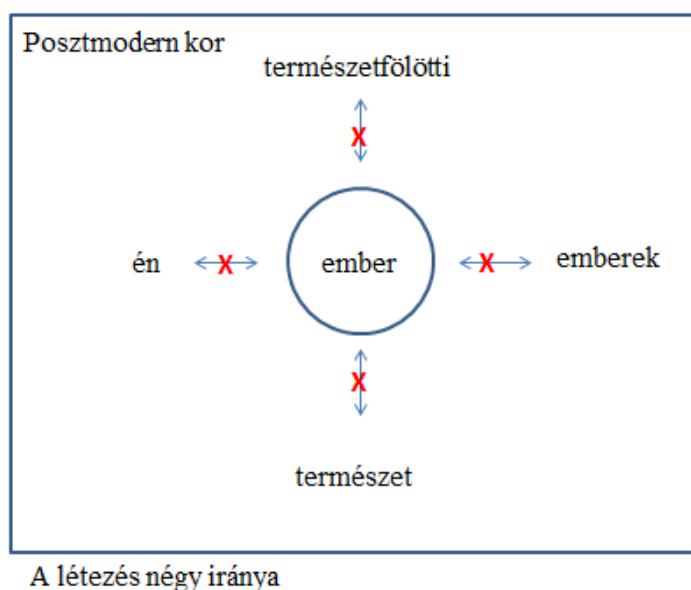 Posztmodern kor
természetfölötti
X
én
X
ember
X
emberek
X
természet
A létezés négy iránya